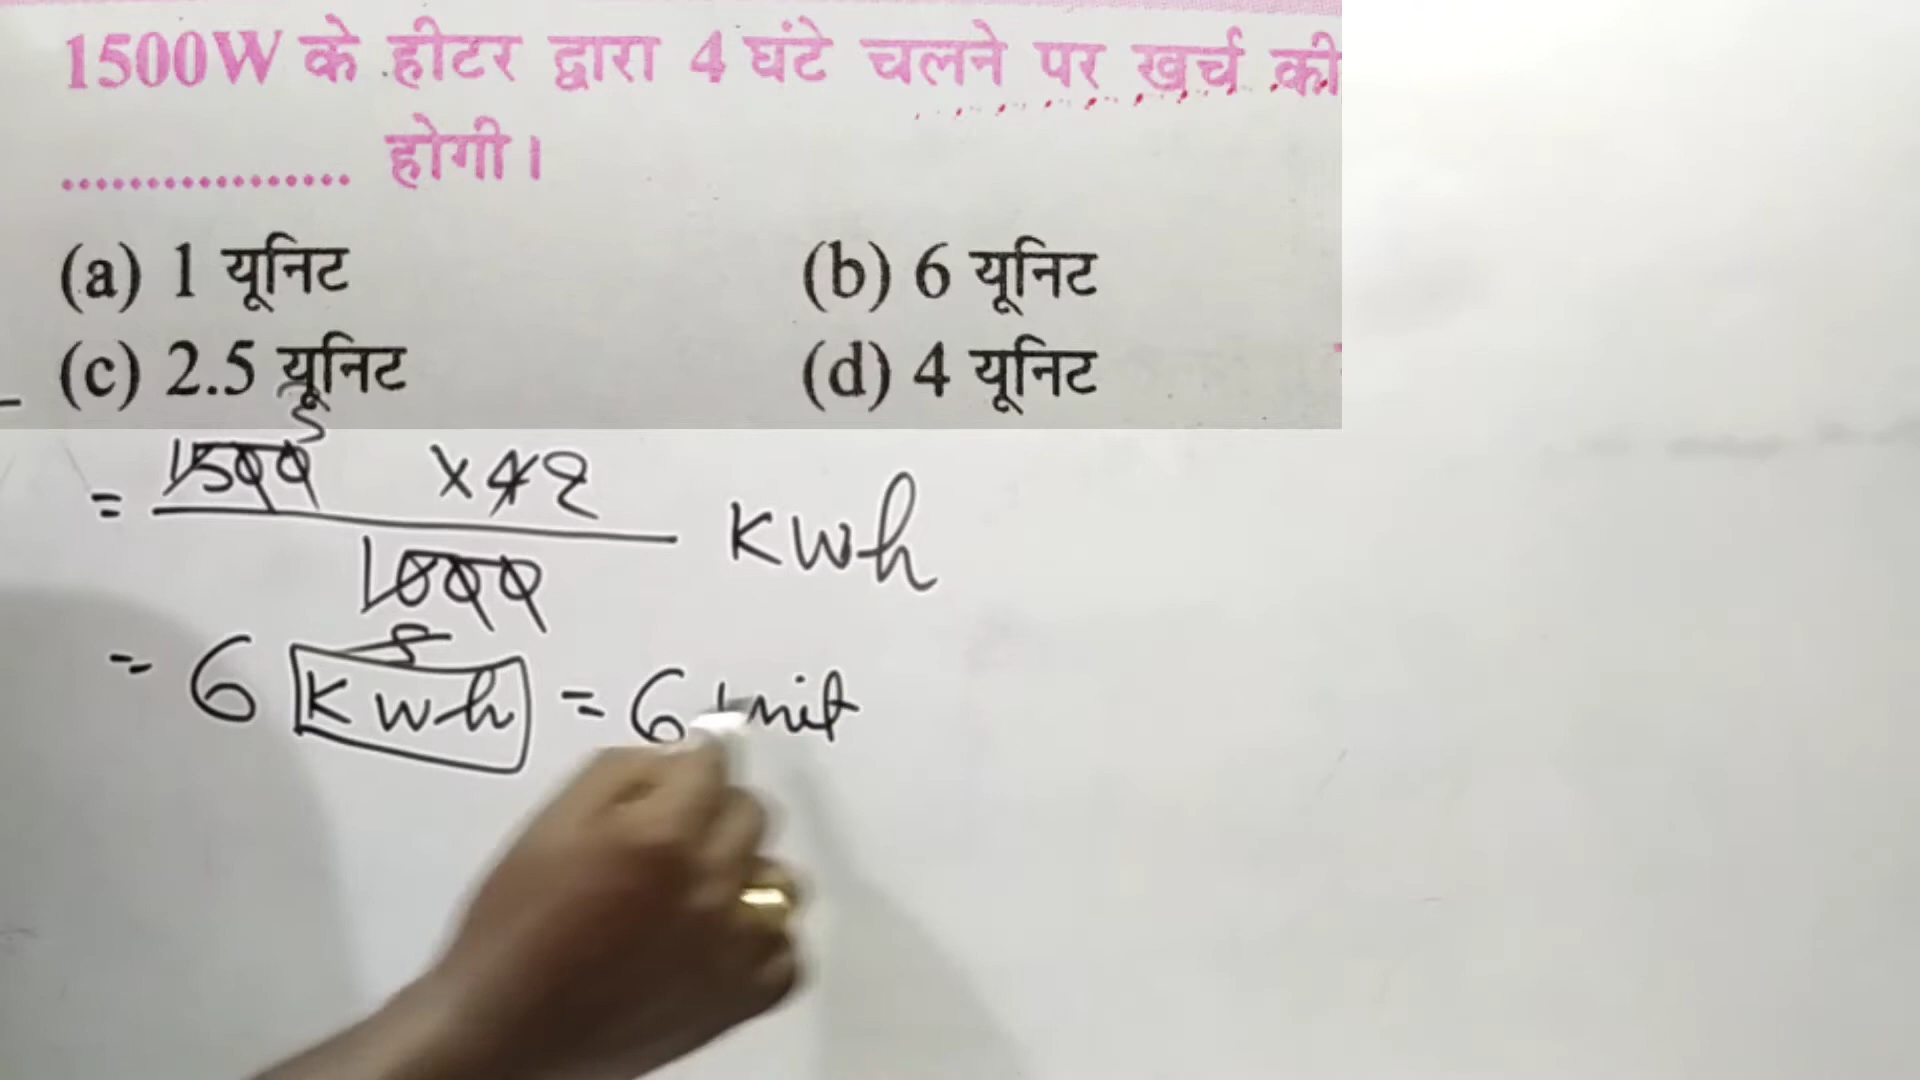 1500W के हीटर द्वारा 4 घंटे चलने पर खर्च की
................. होगी।
(a) 1 यूनिट (b) 6 यूनिट
(c) 2.5 यूनिट (d) 4 यूनिट
= 1500 × 4 2
1000 KWh
= 6 KWh = 6 unit